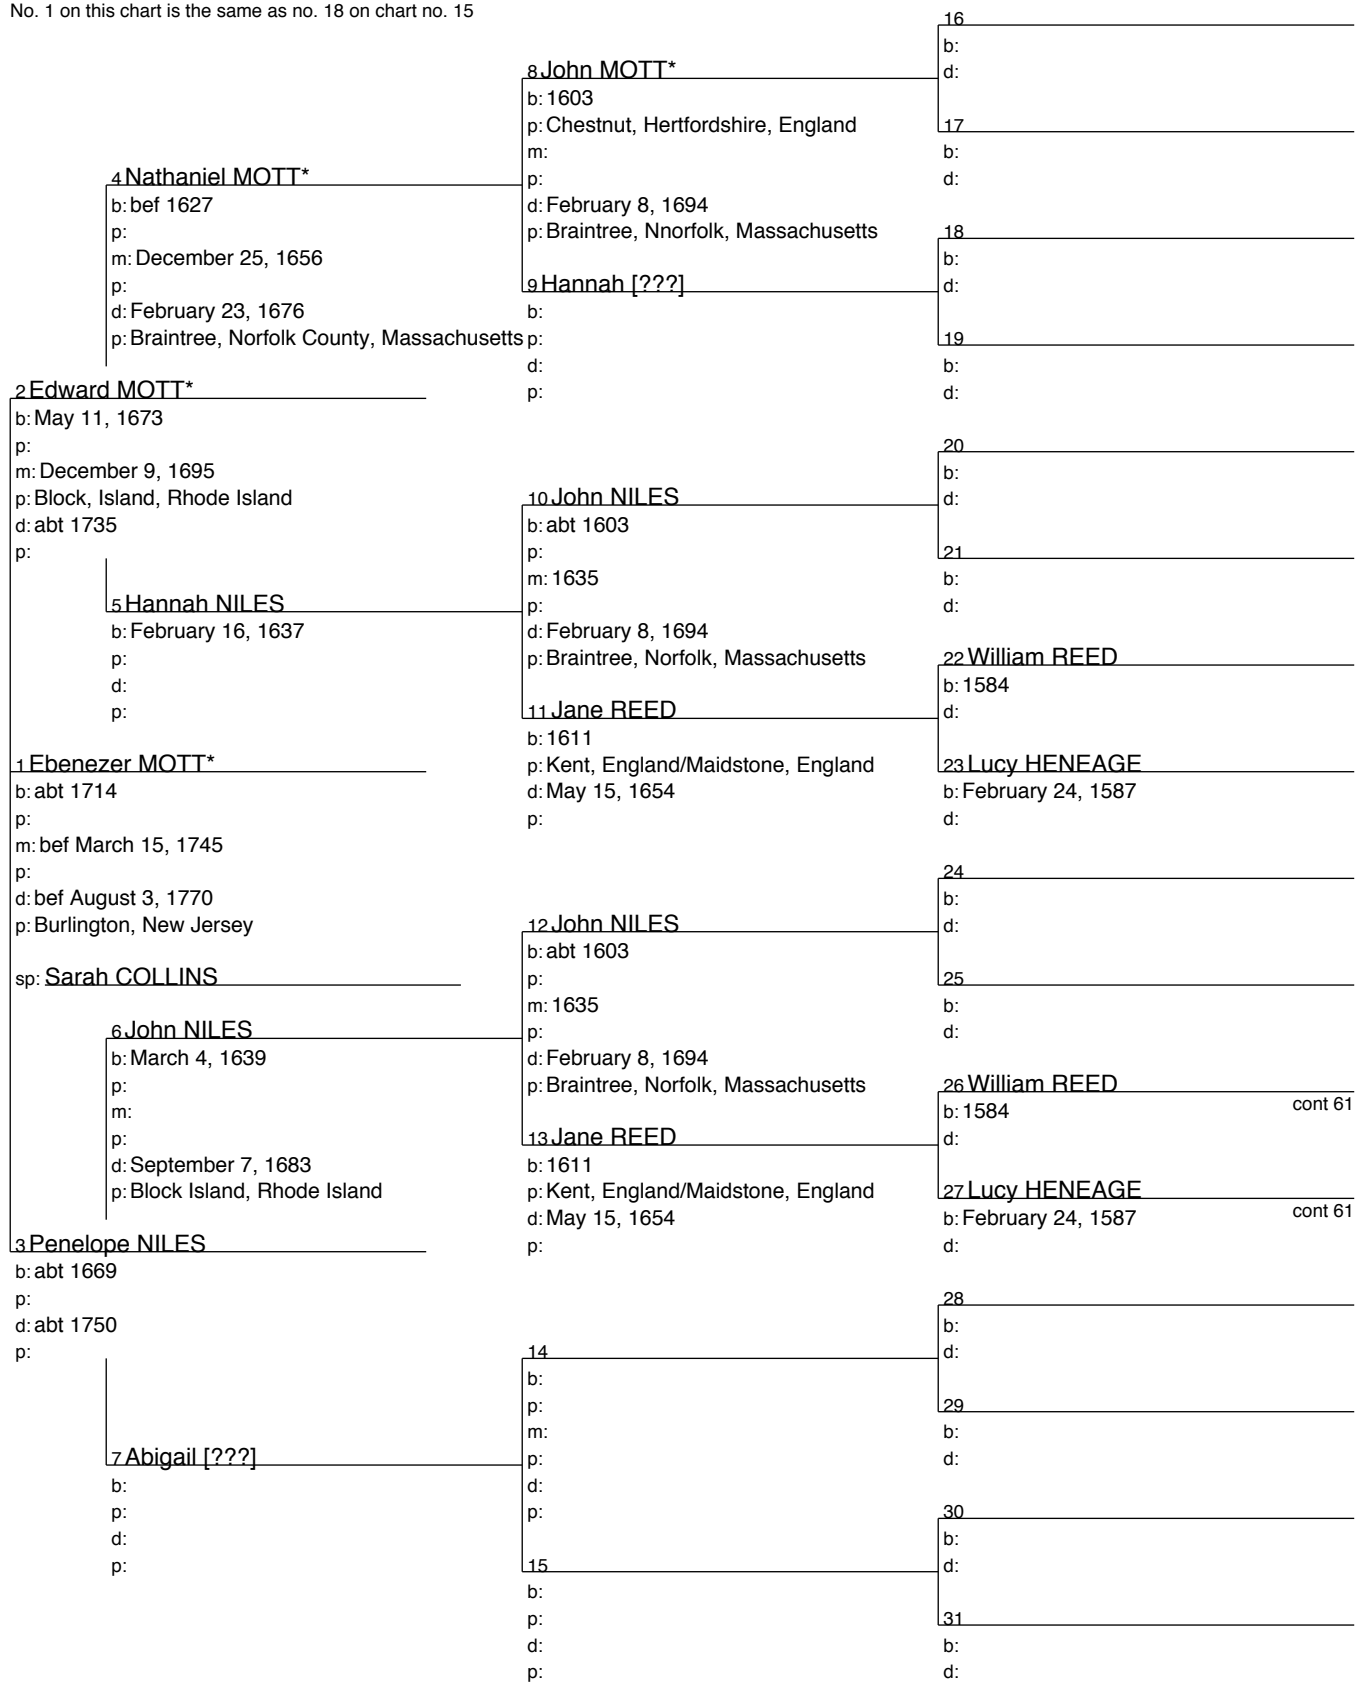 No. 1 on this chart is the same as no. 18 on chart no. 15
16
b:
d:
17
b:
d:
8 John MOTT*
b: 1603
p: Chestnut, Hertfordshire, England
m:
p:
d: February 8, 1694
p: Braintree, Nnorfolk, Massachusetts
18
b:
d:
19
b:
d:
9 Hannah [???]
b:
p:
d:
p:
4 Nathaniel MOTT*
b: bef 1627
p:
m: December 25, 1656
p:
d: February 23, 1676
p: Braintree, Norfolk County, Massachusetts
2 Edward MOTT*
b: May 11, 1673
p:
m: December 9, 1695
p: Block, Island, Rhode Island
d: abt 1735
p:
20
b:
d:
21
b:
d:
10 John NILES
b: abt 1603
p:
m: 1635
p:
d: February 8, 1694
p: Braintree, Norfolk, Massachusetts
5 Hannah NILES
b: February 16, 1637
p:
d:
p:
22 William REED
b: 1584
d:
11 Jane REED
b: 1611
p: Kent, England/Maidstone, England
d: May 15, 1654
p:
23 Lucy HENEAGE
b: February 24, 1587
d:
1 Ebenezer MOTT*
b: abt 1714
p:
m: bef March 15, 1745
p:
d: bef August 3, 1770
p: Burlington, New Jersey
sp: Sarah COLLINS
24
b:
d:
25
b:
d:
12 John NILES
b: abt 1603
p:
m: 1635
p:
d: February 8, 1694
p: Braintree, Norfolk, Massachusetts
6 John NILES
b: March 4, 1639
p:
m:
p:
d: September 7, 1683
p: Block Island, Rhode Island
26 William REED
cont 61
b: 1584
d:
13 Jane REED
b: 1611
p: Kent, England/Maidstone, England
d: May 15, 1654
p:
27 Lucy HENEAGE
cont 61
b: February 24, 1587
d:
3 Penelope NILES
b: abt 1669
p:
d: abt 1750
p:
28
b:
d:
29
b:
d:
14
b:
p:
m:
p:
d:
p:
7 Abigail [???]
b:
p:
d:
p:
30
b:
d:
15
b:
p:
d:
p:
31
b:
d: